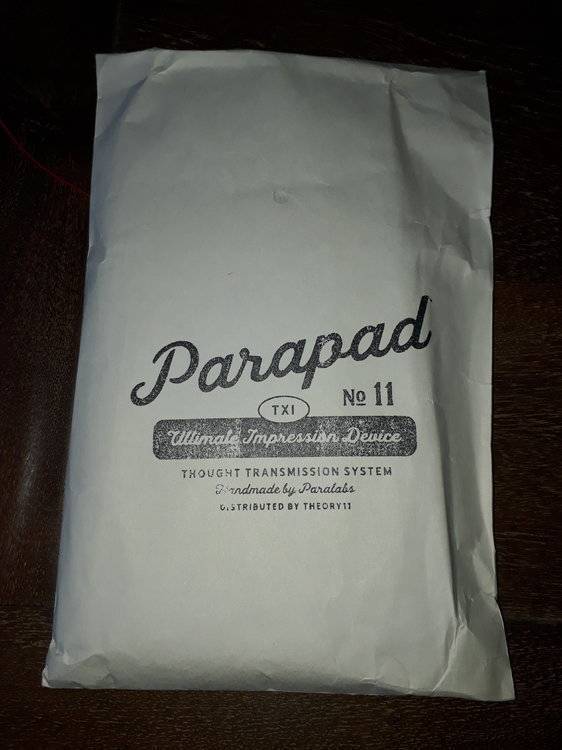 Parapad
No 11
TXI
Ultimate Impression Device
THOUGHT TRANSMISSION SYSTEM
Handmade by Paralabs
DISTRIBUTED BY THEORY11